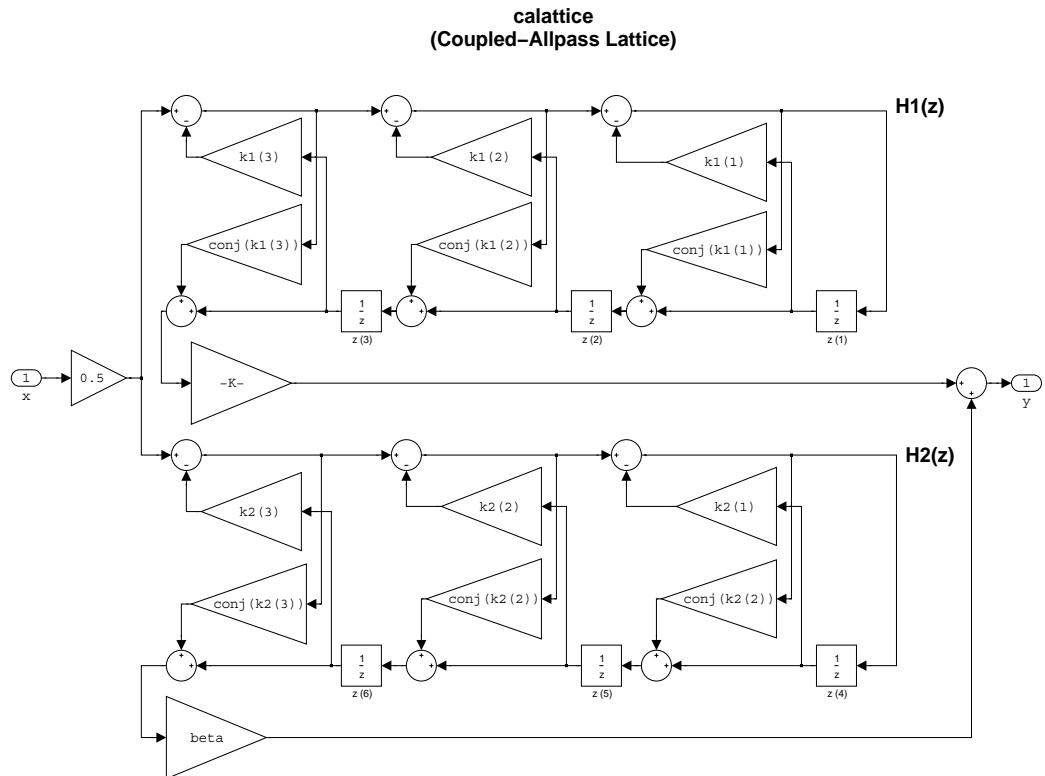 calattice
(Coupled−Allpass Lattice)
H1(z)
+
−
+
−
+
−
k1(3)
k1(2)
k1(1)
conj(k1(3))
conj(k1(2))
conj(k1(1))
+
+
1
z
z (3)
+
+
1
z
z (2)
+
+
1
z
z (1)
1
x
0.5
−K−
+
+
1
y
H2(z)
+
−
+
−
+
−
k2(3)
k2(2)
k2(1)
conj(k2(3))
conj(k2(2))
conj(k2(2))
+
+
1
z
z (6)
+
+
1
z
z (5)
+
+
1
z
z (4)
beta